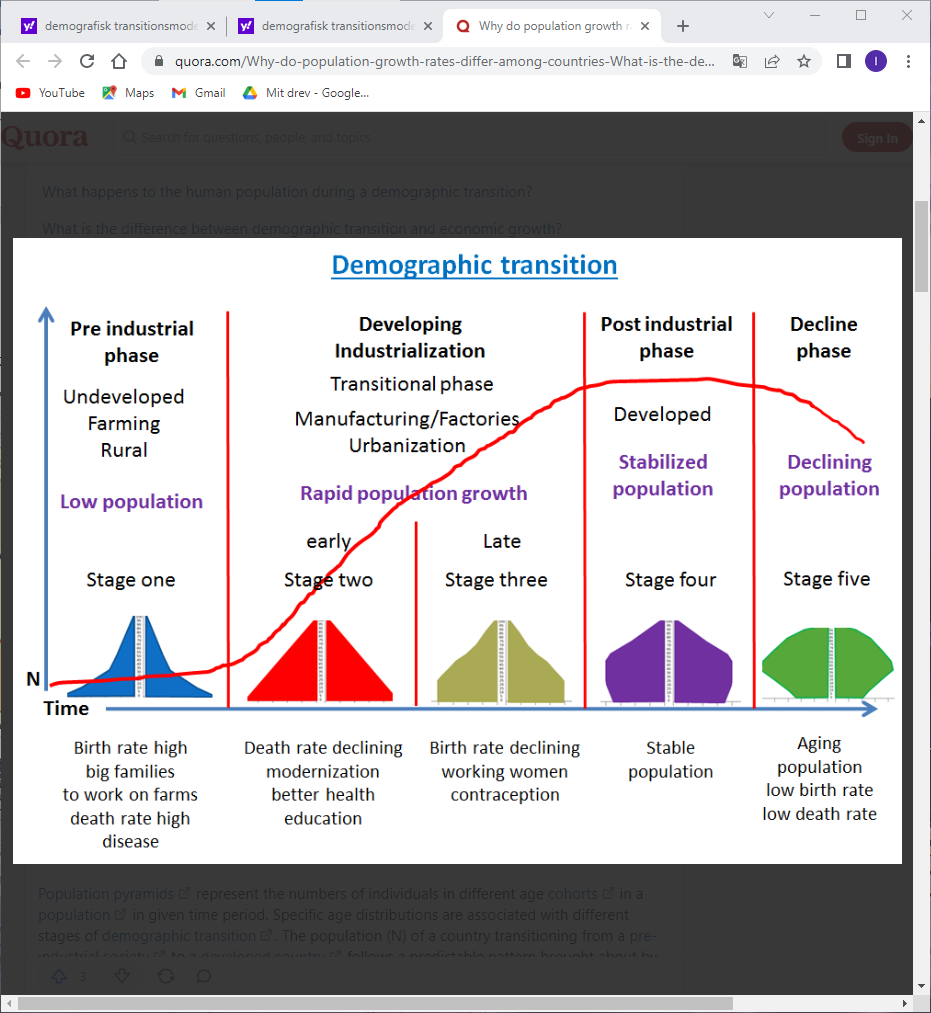 demografisk transitionsmode
demografisk transitionsmode
Why do population growth r
quora.com/Why-do-population-growth-rates-differ-among-countries-What-is-the-de...
I
YouTube
Maps
Gmail
Mit drev - Google...
Quora
Search for questions, people, and topics
Sign In
What happens to the human population during a demographic transition?
What is the difference between demographic transition and economic growth?
Demographic transition
Pre industrial
phase
Undeveloped
Farming
Rural
Low population
Stage one
Developing
Industrialization
Transitional phase
Manufacturing/Factories
Urbanization
Rapid population growth
early
Stage two
Late
Stage three
Post industrial
phase
Developed
Stabilized
population
Stage four
Decline
phase
Declining
population
Stage five
N
Time
Birth rate high
big families
to work on farms
death rate high
disease
Death rate declining
modernization
better health
education
Birth rate declining
working women
contraception
Stable
population
Aging
population
low birth rate
low death rate
Population pyramids represent the numbers of individuals in different age cohorts in a
population in given time period. Specific age distributions are associated with different
stages of demographic transition. The population (N) of a country transitioning from a pre-
industrial society to a developed country follows a predictable pattern brought about by
3